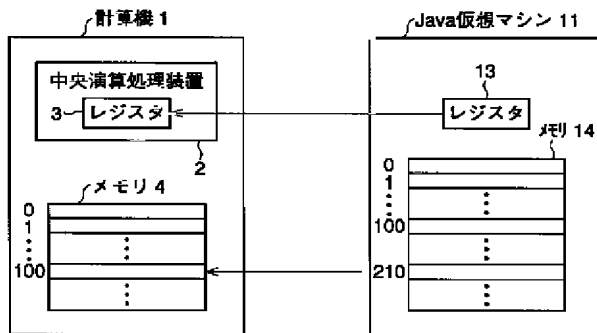 計算機 1
中央演算処理装置
3
レジスタ
2
メモリ 4
0
1
100
Java仮想マシン 11
13
レジスタ
メモリ 14
0
1
100
210